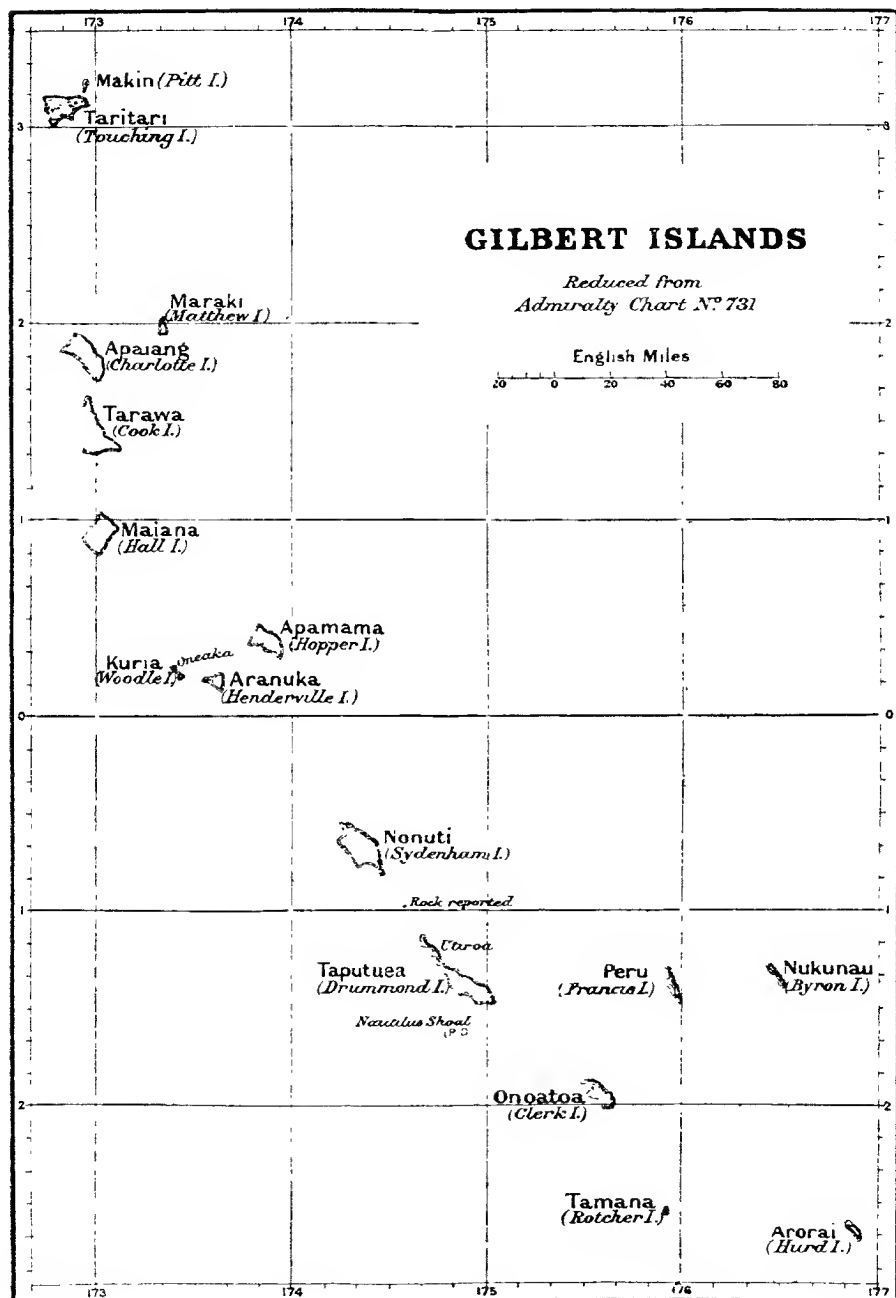 173 174 175 176 177
Makin (Pitt I.)
Taritari
(Touching I.)
3 3
GILBERT ISLANDS
Reduced from
Admiralty Chart Nº 731
English Miles
20 0 20 40 60 80
Maraki
(Matthew I)
2 2
Apaiang
(Charlotte I.)
Tarawa
(Cook I.)
1 1
Maiana
(Hall I.)
Apamama
(Hopper I.)
Oneaka
Kuria
(Woodle I.)
Aranuka
(Henderville I.)
0 0
Nonuti
(Sydenham I.)
Rock reported
1 1
Utiroa
Taputuea
(Drummond I.)
Peru
(Francis I.)
Nukunau
(Byron I.)
Nautilus Shoal
Onoatoa
(Clerk I.)
2 2
Tamana
(Rotcher I.)
Arorai
(Hurd I.)
173 174 175 176 177